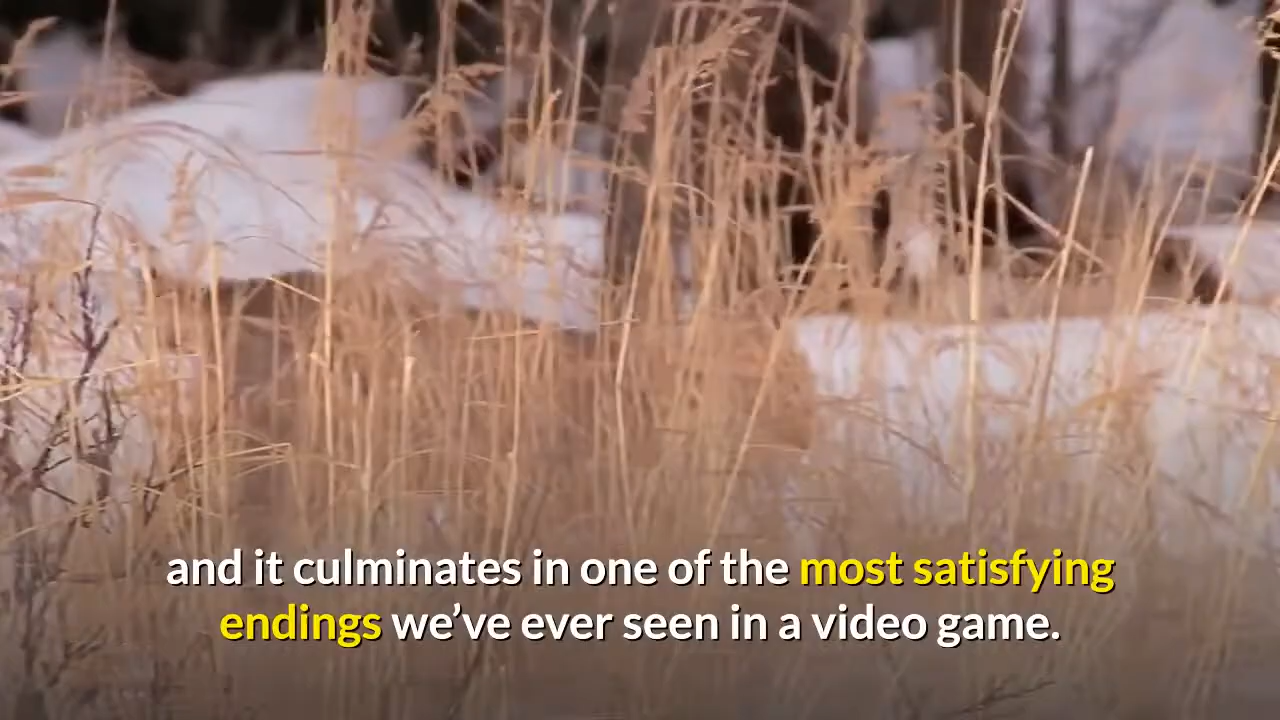 and it culminates in one of the most satisfying
endings we’ve ever seen in a video game.